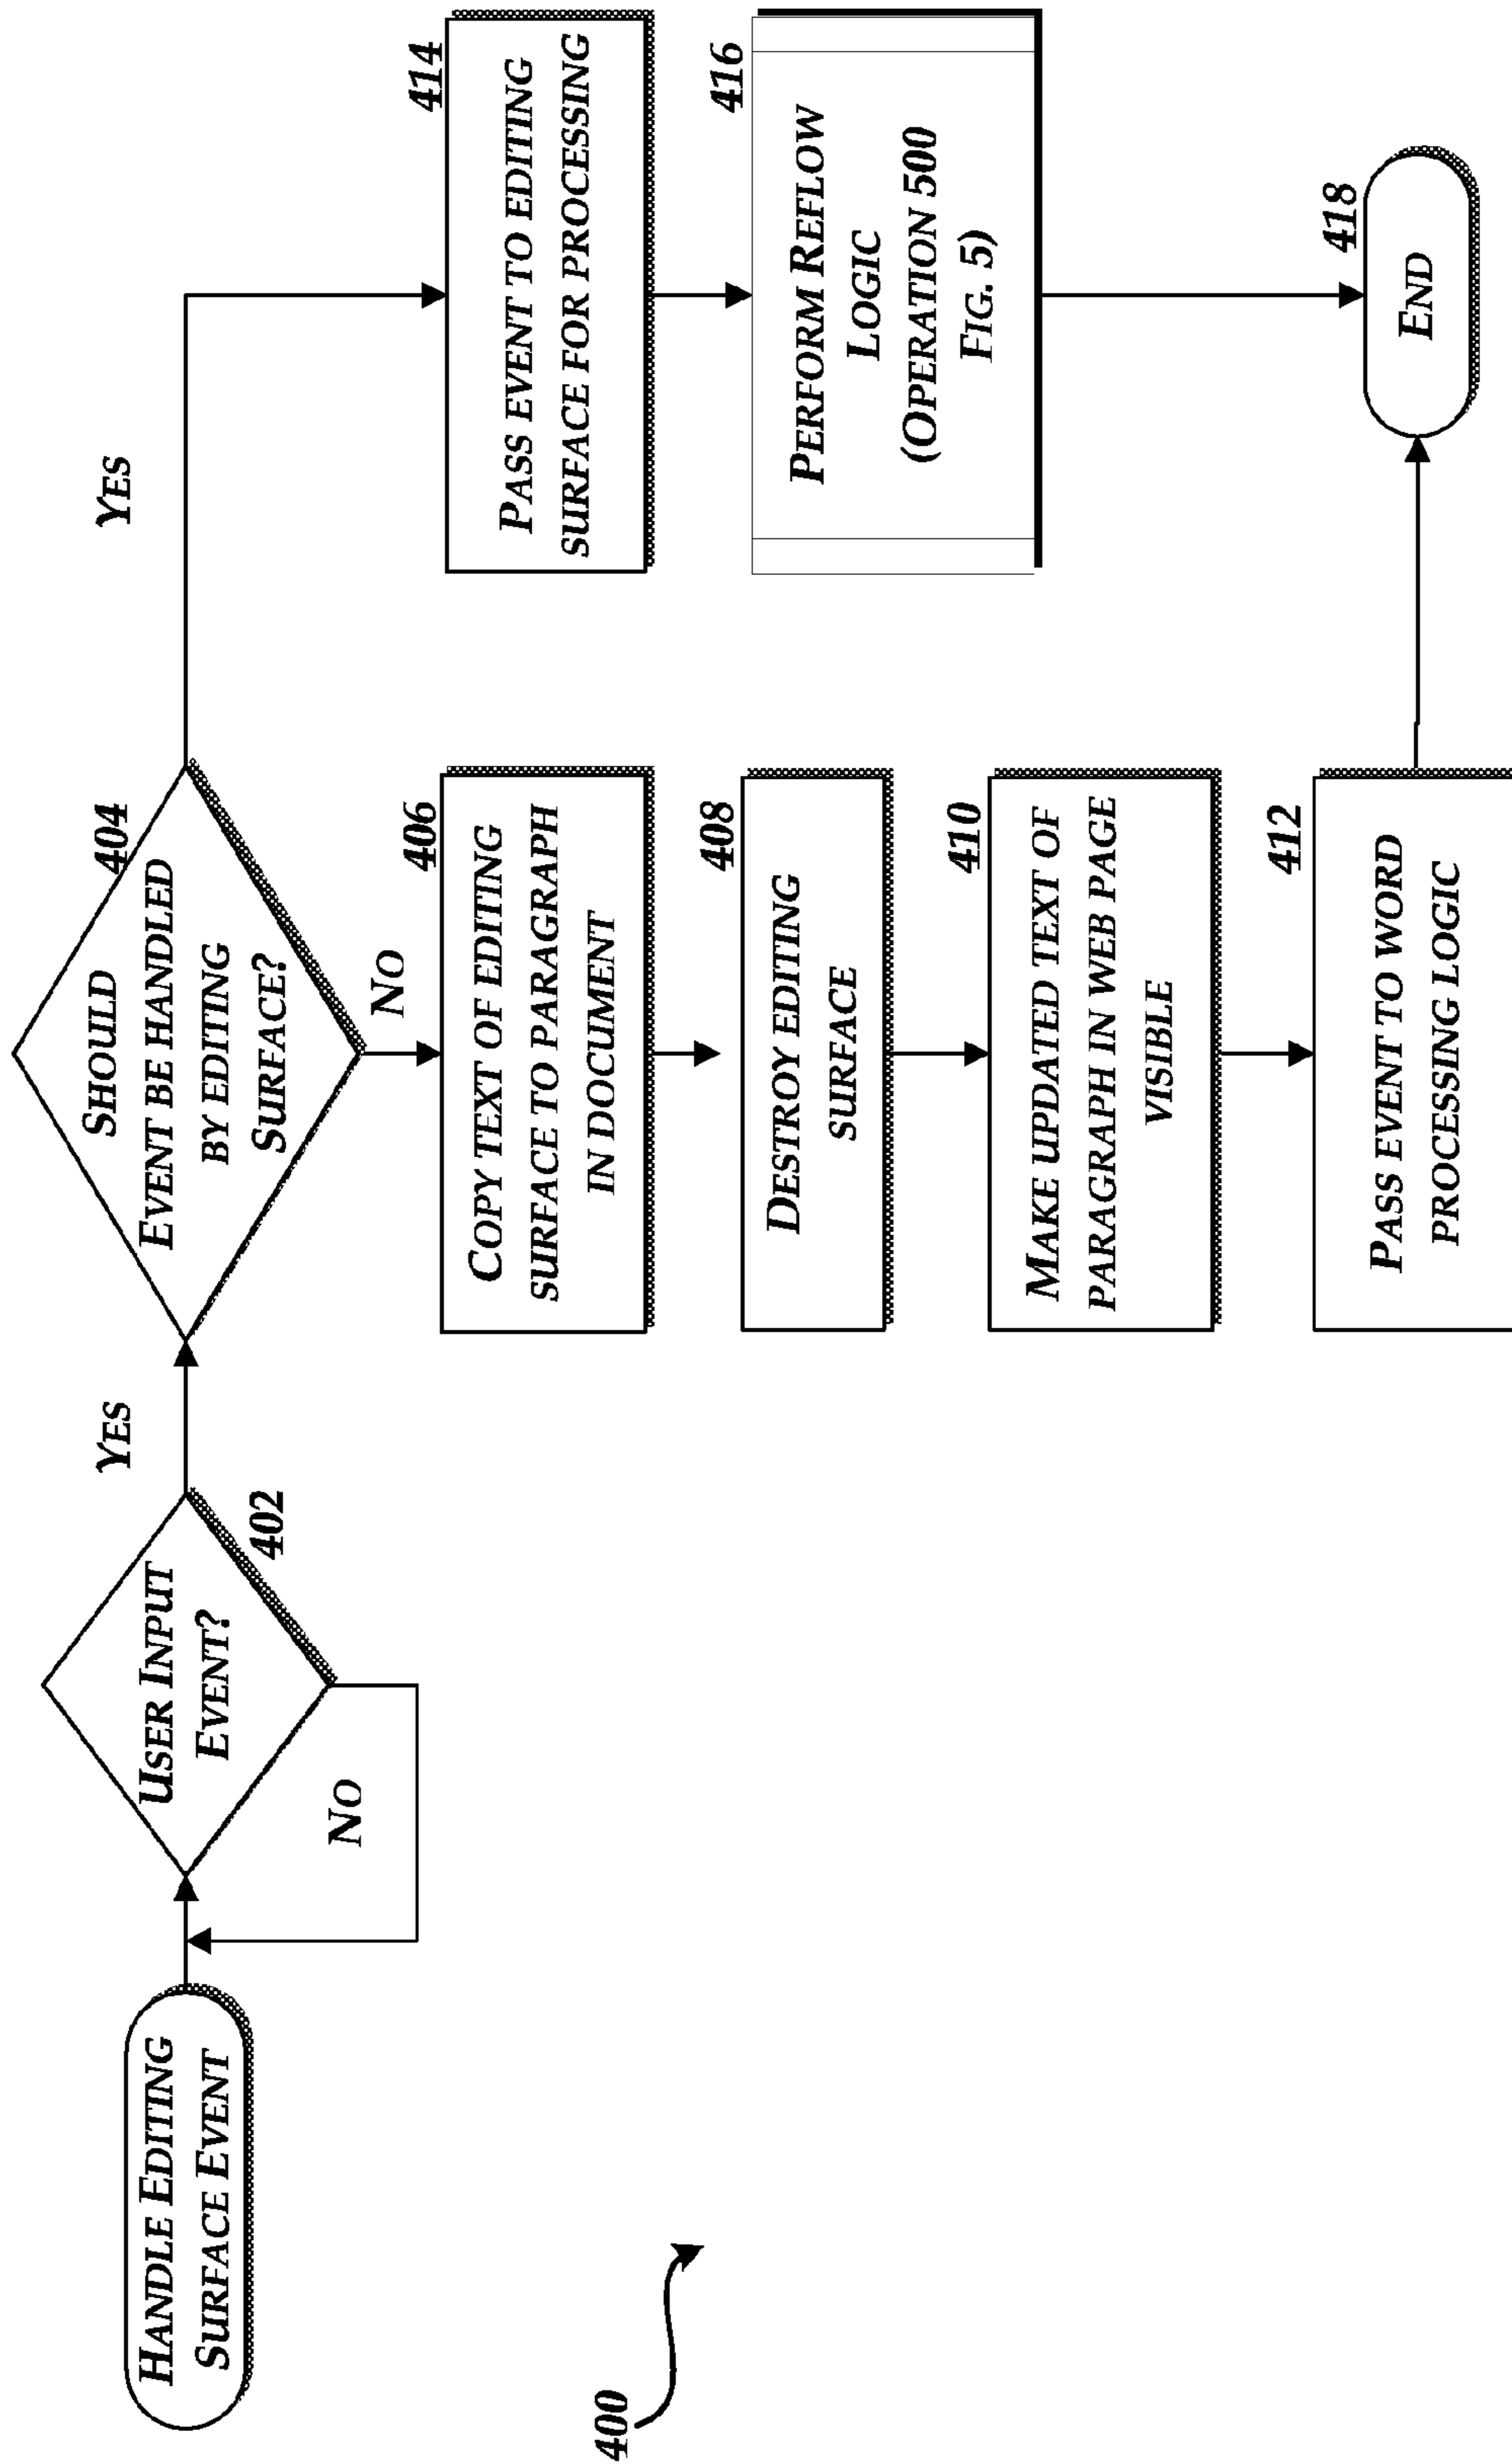 HANDLE EDITING
SURFACE EVENT
USER INPUT
EVENT?
402
NO
YES
404
SHOULD
EVENT BE HANDLED
BY EDITING
SURFACE?
YES
NO
406
COPY TEXT OF EDITING
SURFACE TO PARAGRAPH
IN DOCUMENT
408
DESTROY EDITING
SURFACE
410
MAKE UPDATED TEXT OF
PARAGRAPH IN WEB PAGE
VISIBLE
412
PASS EVENT TO WORD
PROCESSING LOGIC
414
PASS EVENT TO EDITING
SURFACE FOR PROCESSING
416
PERFORM REFLOW
LOGIC
(OPERATION 500
FIG. 5)
418
END
400